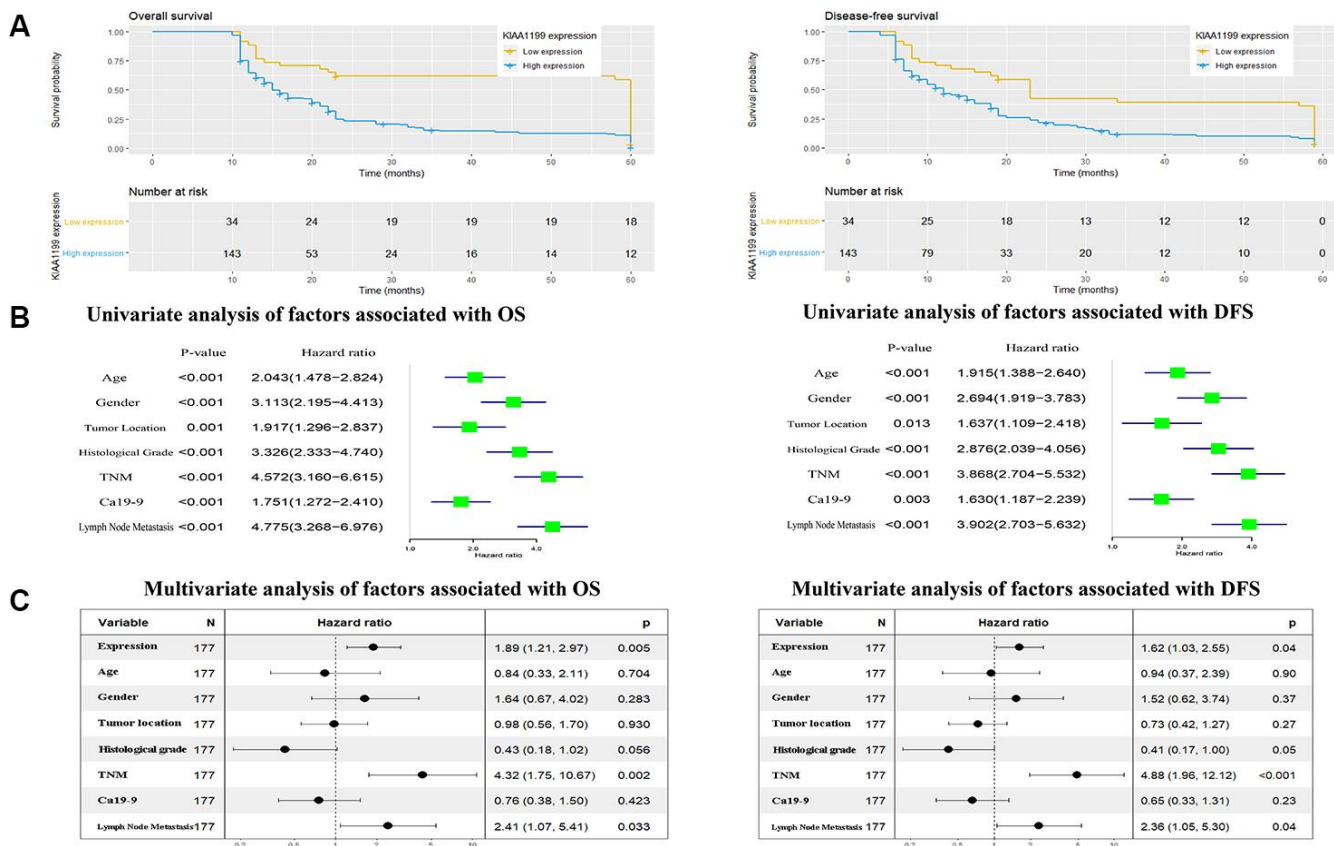 A
Overall survival
Survival probability
1.00
0.75
0.50
0.25
0.00
KIAA1199 expression
Low expression
High expression
0 10 20 30 40 50 60
Time (months)
Number at risk
KIAA1199 expression
Low expression 34 24 19 19 19 18
High expression 143 53 24 16 14 12
10 20 30 40 50 60
Time (months)
Disease-free survival
Survival probability
1.00
0.75
0.50
0.25
0.00
KIAA1199 expression
Low expression
High expression
0 10 20 30 40 50 60
Time (months)
Number at risk
KIAA1199 expression
Low expression 34 25 18 13 12 12 0
High expression 143 79 33 20 12 10 0
0 10 20 30 40 50 60
Time (months)
B
Univariate analysis of factors associated with OS
P-value Hazard ratio
Age <0.001 2.043(1.478−2.824)
Gender <0.001 3.113(2.195−4.413)
Tumor Location 0.001 1.917(1.296−2.837)
Histological Grade <0.001 3.326(2.333−4.740)
TNM <0.001 4.572(3.160−6.615)
Ca19-9 <0.001 1.751(1.272−2.410)
Lymph Node Metastasis <0.001 4.775(3.268−6.976)
1.0 2.0 4.0
Hazard ratio
Univariate analysis of factors associated with DFS
P-value Hazard ratio
Age <0.001 1.915(1.388−2.640)
Gender <0.001 2.694(1.919−3.783)
Tumor Location 0.013 1.637(1.109−2.418)
Histological Grade <0.001 2.876(2.039−4.056)
TNM <0.001 3.868(2.704−5.532)
Ca19-9 0.003 1.630(1.187−2.239)
Lymph Node Metastasis <0.001 3.902(2.703−5.632)
1.0 2.0 4.0
Hazard ratio
C
Multivariate analysis of factors associated with OS
Variable N Hazard ratio p
Expression 177 1.89 (1.21, 2.97) 0.005
Age 177 0.84 (0.33, 2.11) 0.704
Gender 177 1.64 (0.67, 4.02) 0.283
Tumor location 177 0.98 (0.56, 1.70) 0.930
Histological grade 177 0.43 (0.18, 1.02) 0.056
TNM 177 4.32 (1.75, 10.67) 0.002
Ca19-9 177 0.76 (0.38, 1.50) 0.423
Lymph Node Metastasis 177 2.41 (1.07, 5.41) 0.033
0.2 0.5 1 2 5 10
Multivariate analysis of factors associated with DFS
Variable N Hazard ratio p
Expression 177 1.62 (1.03, 2.55) 0.04
Age 177 0.94 (0.37, 2.39) 0.90
Gender 177 1.52 (0.62, 3.74) 0.37
Tumor location 177 0.73 (0.42, 1.27) 0.27
Histological grade 177 0.41 (0.17, 1.00) 0.05
TNM 177 4.88 (1.96, 12.12) <0.001
Ca19-9 177 0.65 (0.33, 1.31) 0.23
Lymph Node Metastasis 177 2.36 (1.05, 5.30) 0.04
0.2 0.5 1 2 5 10